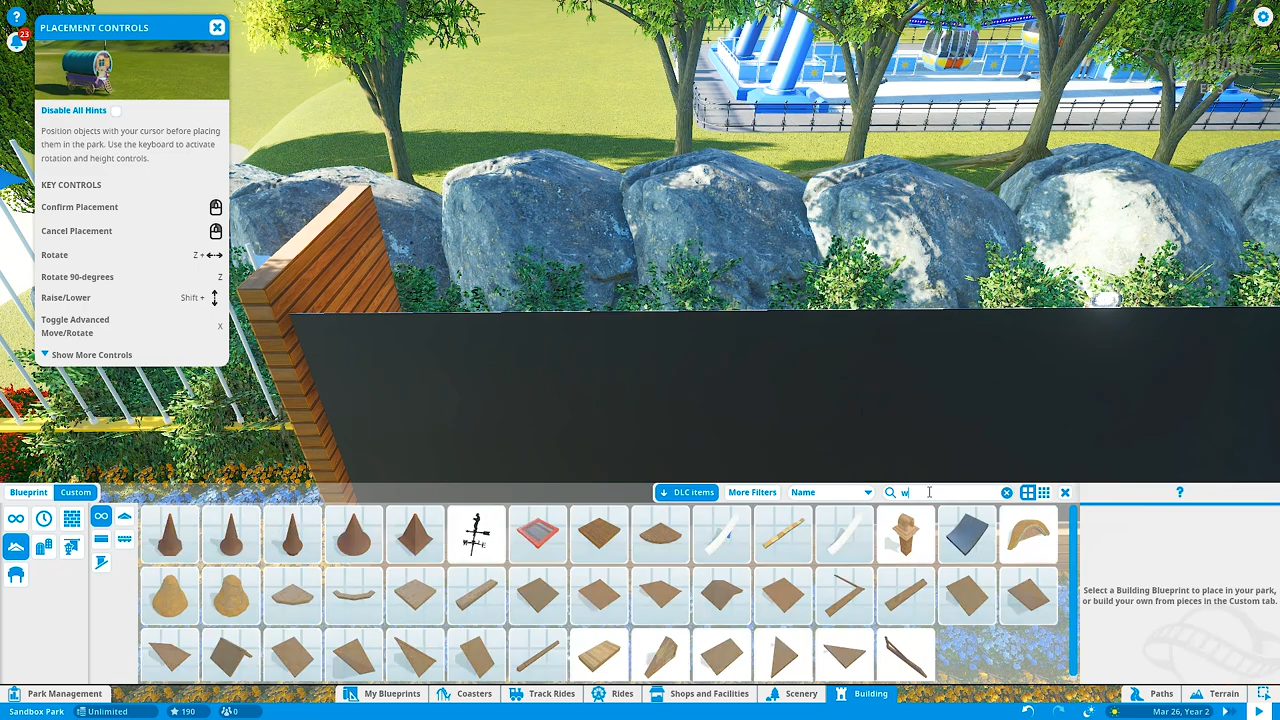 ?
23
PLACEMENT CONTROLS
Disable All Hints
Position objects with your cursor before placing
them in the park. Use the keyboard to activate
rotation and height controls.
KEY CONTROLS
Confirm Placement
Cancel Placement
Rotate Z +
Rotate 90-degrees Z
Raise/Lower Shift +
Toggle Advanced
Move/Rotate X
Show More Controls
Blueprint Custom DLC items More Filters Name w ?
Select a Building Blueprint to place in your park,
or build your own from pieces in the Custom tab.
Park Management My Blueprints Coasters Track Rides Rides Shops and Facilities Scenery Building Paths Terrain
Sandbox Park Unlimited 190 0 Mar 26, Year 2